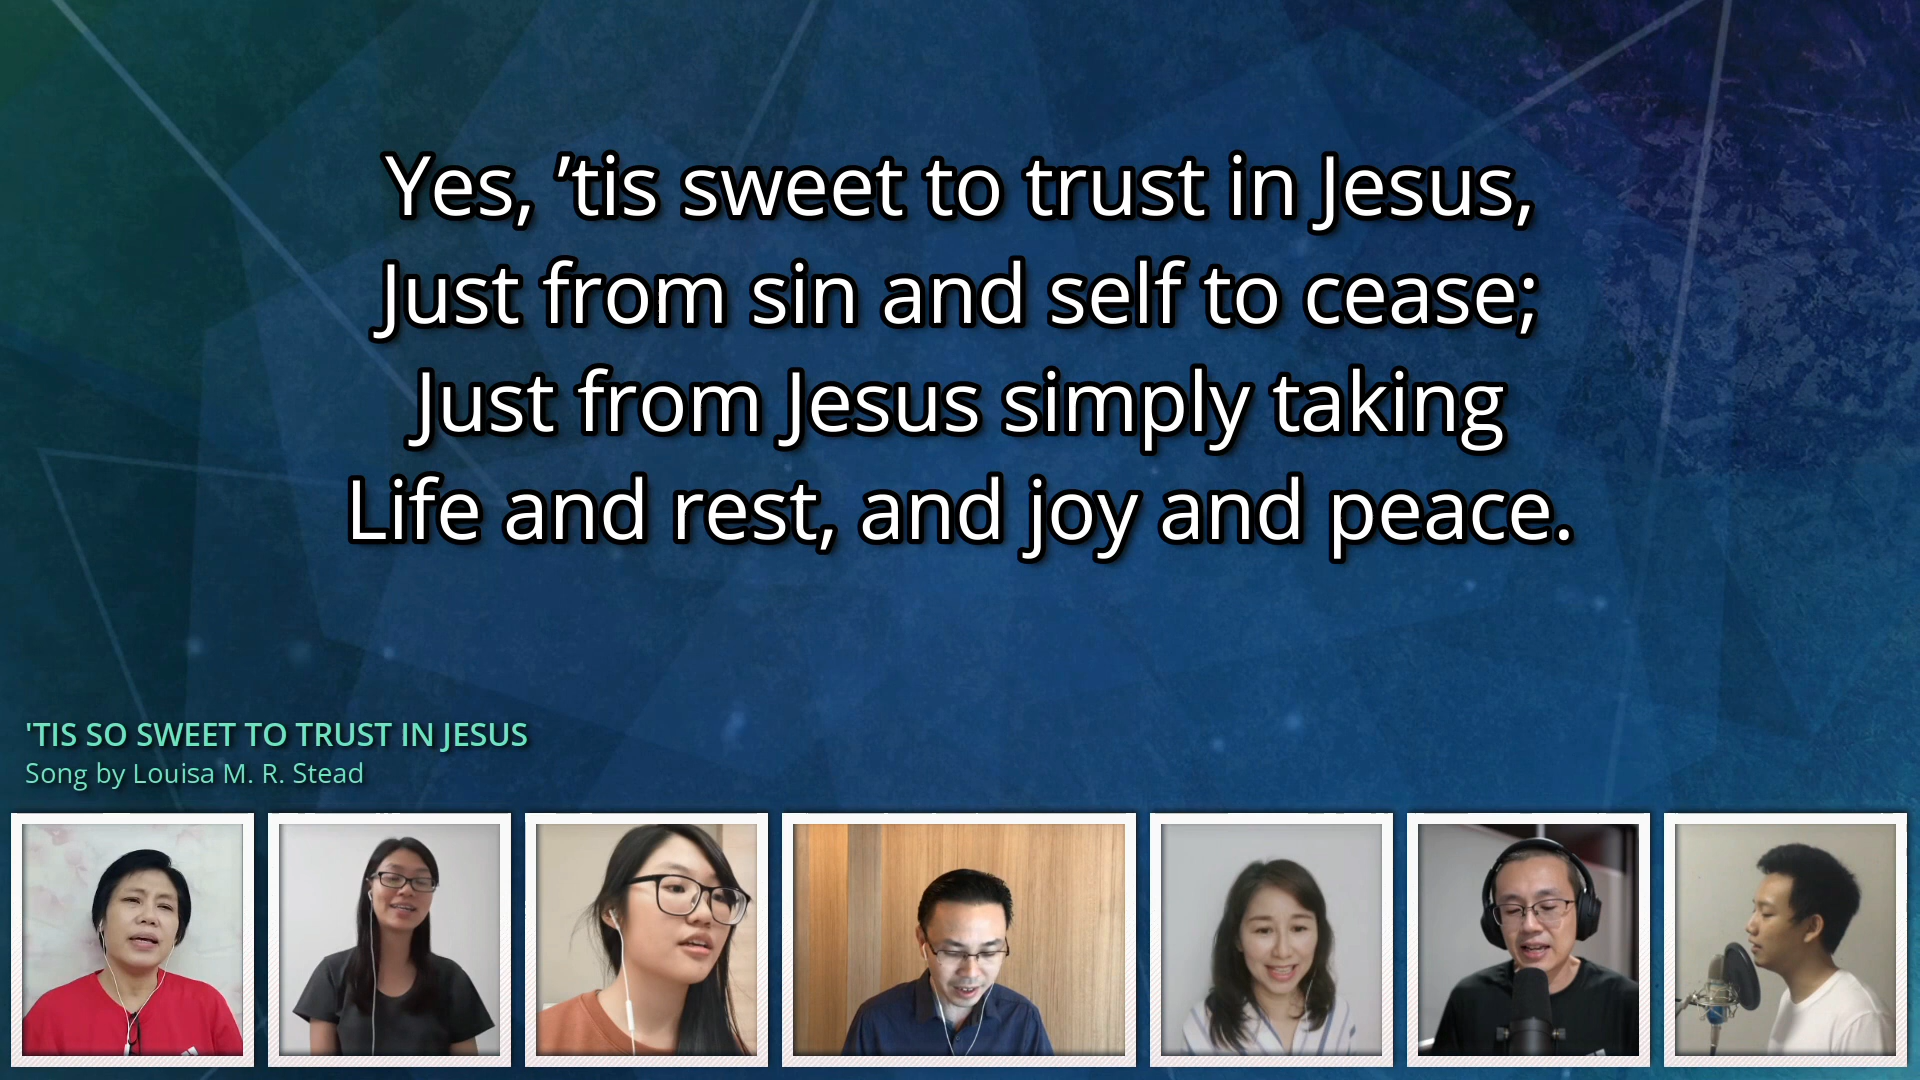 Yes, ’tis sweet to trust in Jesus,
Just from sin and self to cease;
Just from Jesus simply taking
Life and rest, and joy and peace.
'TIS SO SWEET TO TRUST IN JESUS
Song by Louisa M. R. Stead